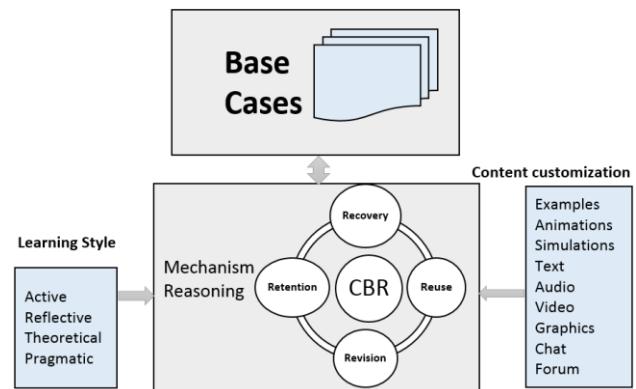 Base
Cases
Content customization
Examples
Animations
Simulations
Text
Audio
Video
Graphics
Chat
Forum
Learning Style
Active
Reflective
Theoretical
Pragmatic
Mechanism
Reasoning
Recovery
Retention
CBR
Reuse
Revision